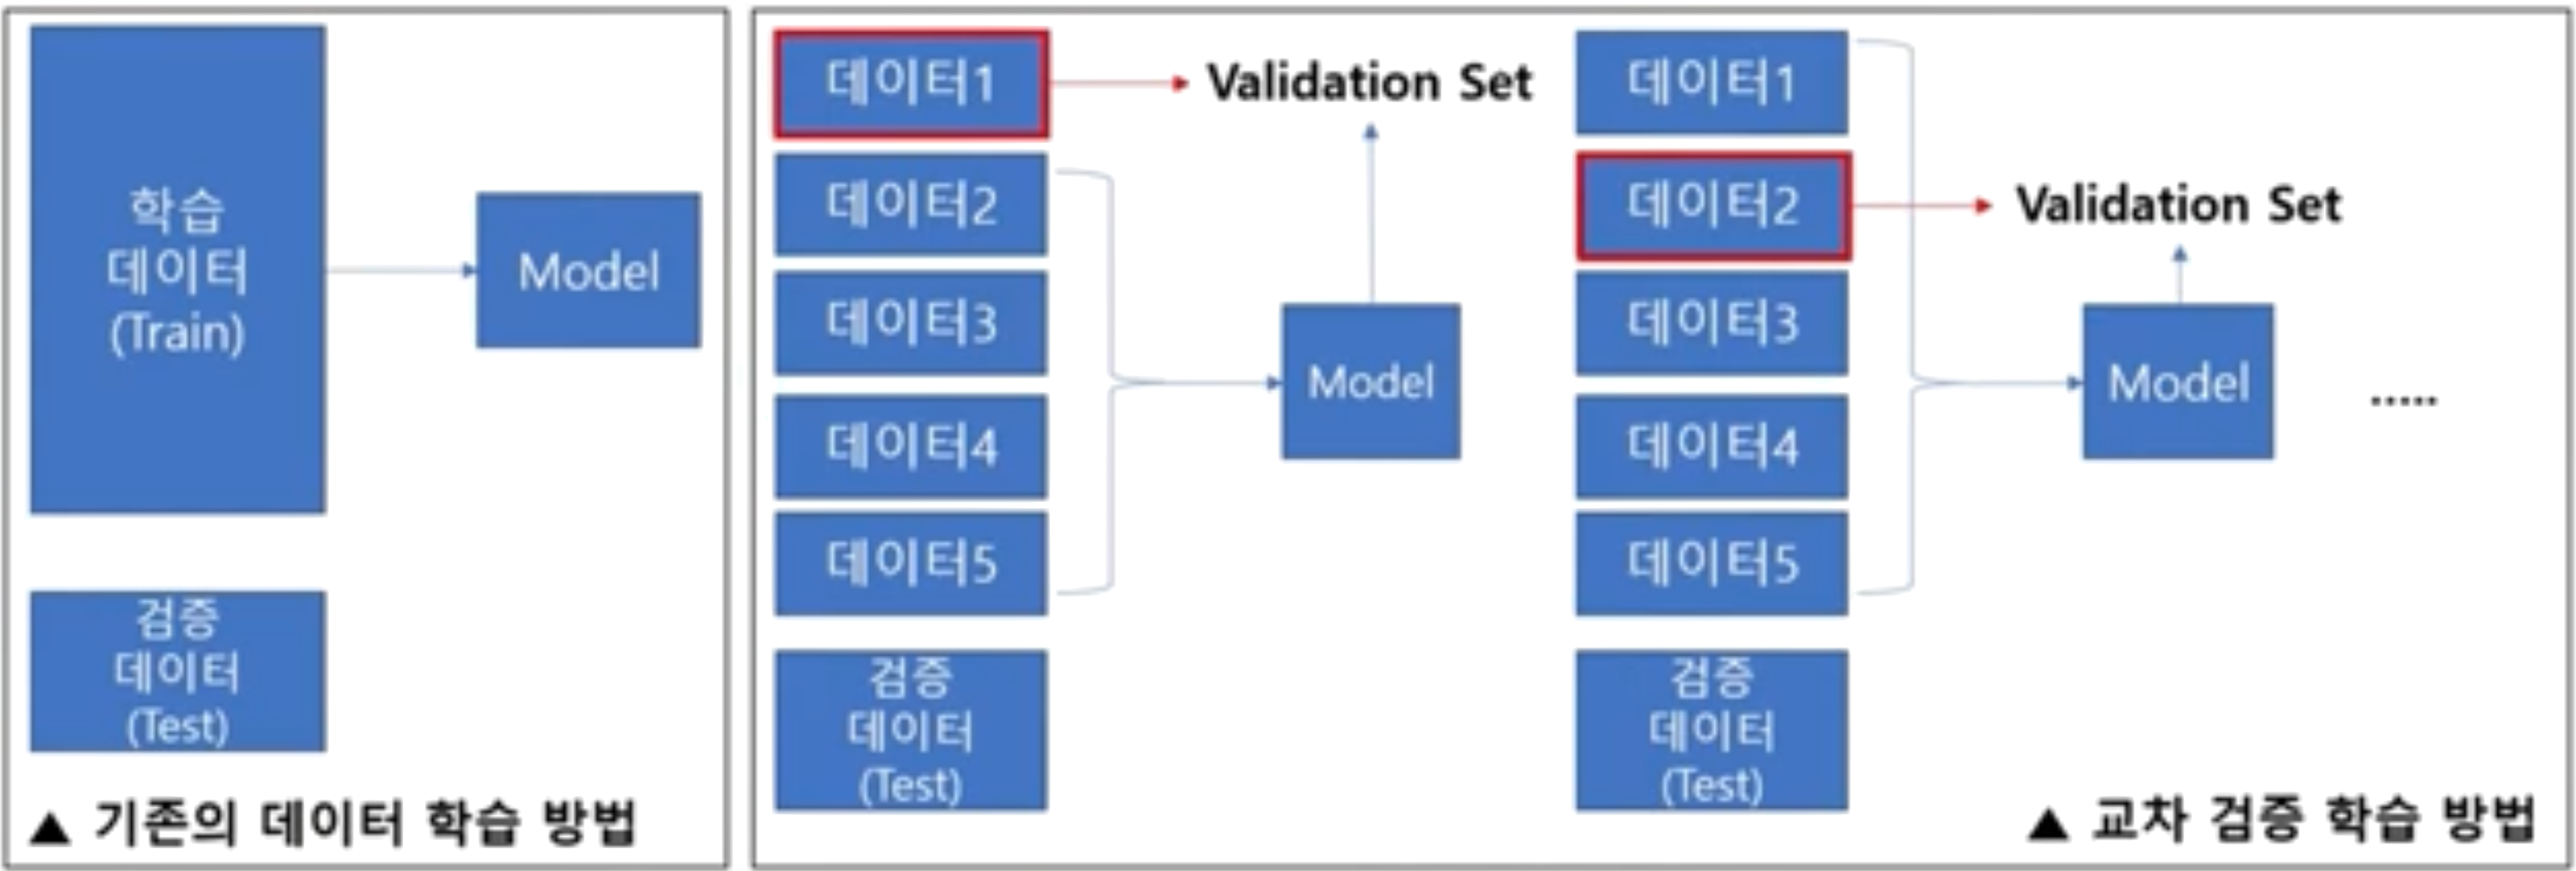 학습
데이터
(Train)
Model
검증
데이터
(Test)
▲ 기존의 데이터 학습 방법
데이터1
Validation Set
데이터2
데이터3
데이터4
데이터5
Model
검증
데이터
(Test)
데이터1
데이터2
Validation Set
데이터3
데이터4
데이터5
Model
.....
검증
데이터
(Test)
▲ 교차 검증 학습 방법